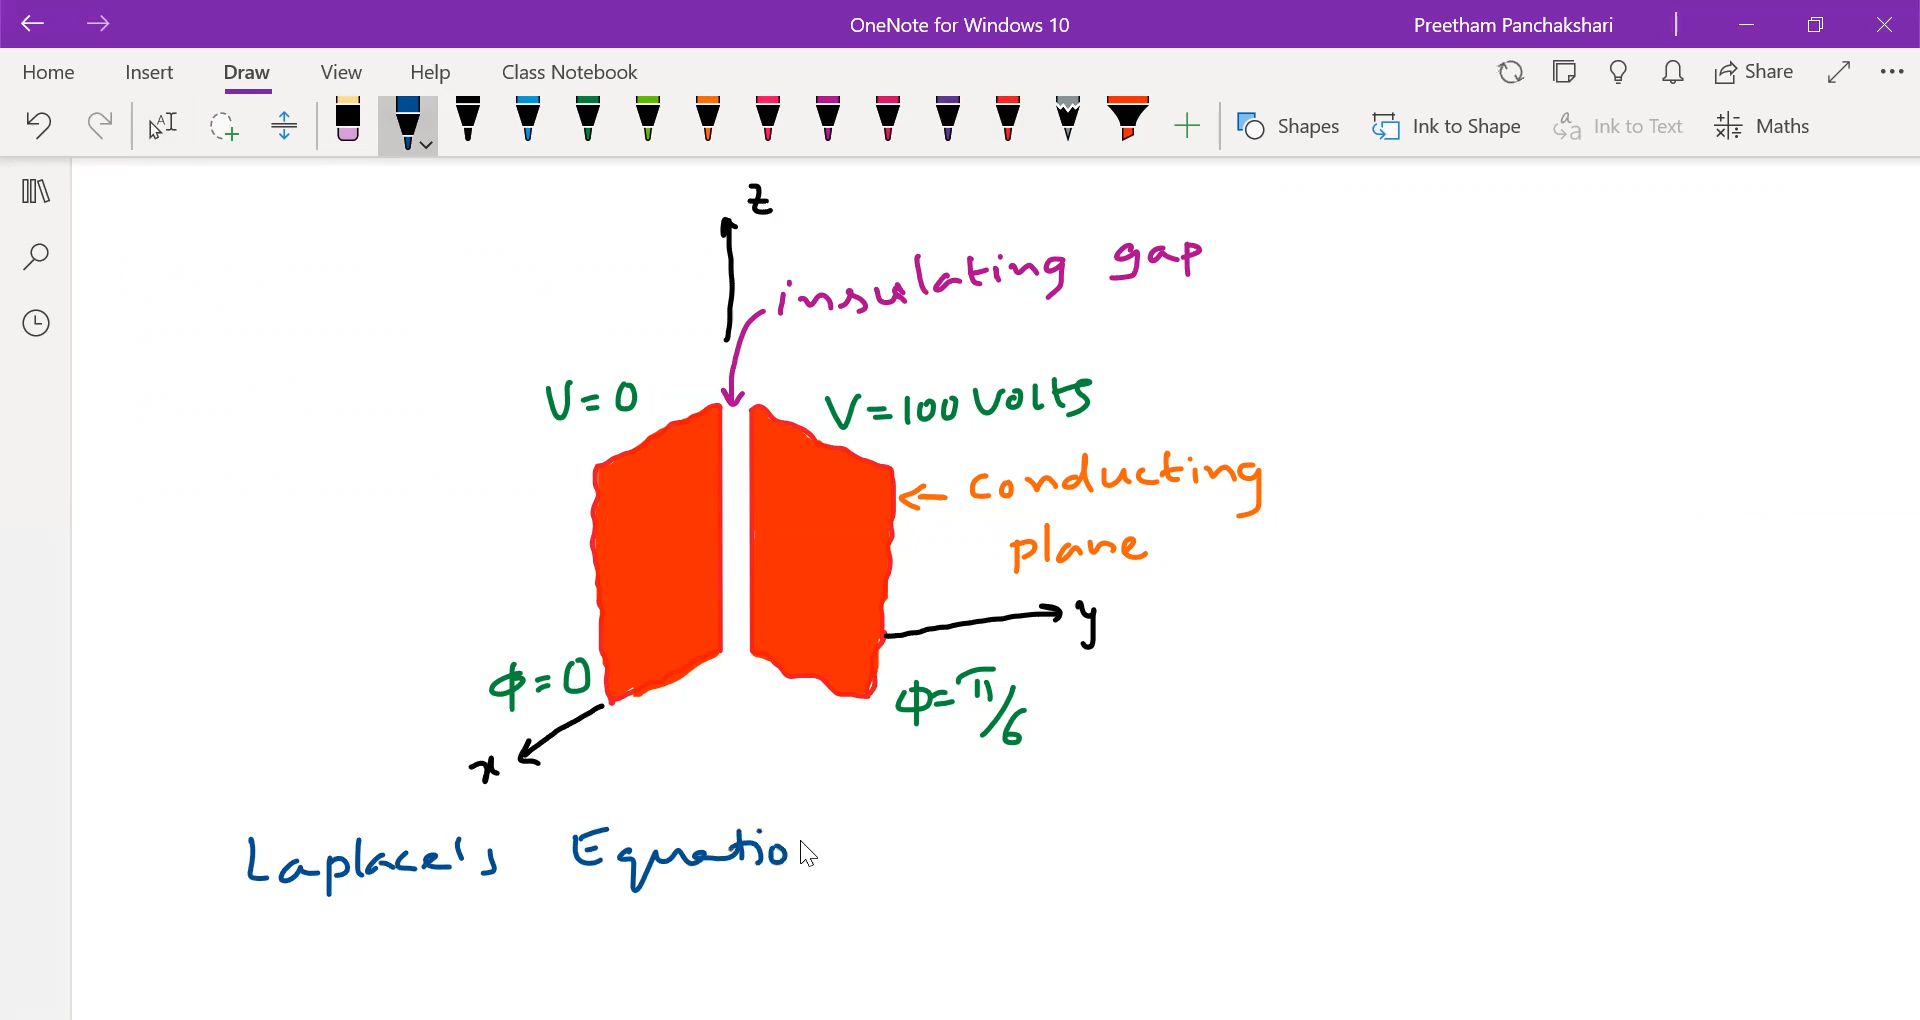 OneNote for Windows 10
Preetham Panchakshari
Home Insert Draw View Help Class Notebook
Share
Shapes Ink to Shape Ink to Text Maths
z
insulating gap
V=0
V=100 volts
← conducting
plane
y
ϕ=0
ϕ=π/6
x
Laplace's Equatio